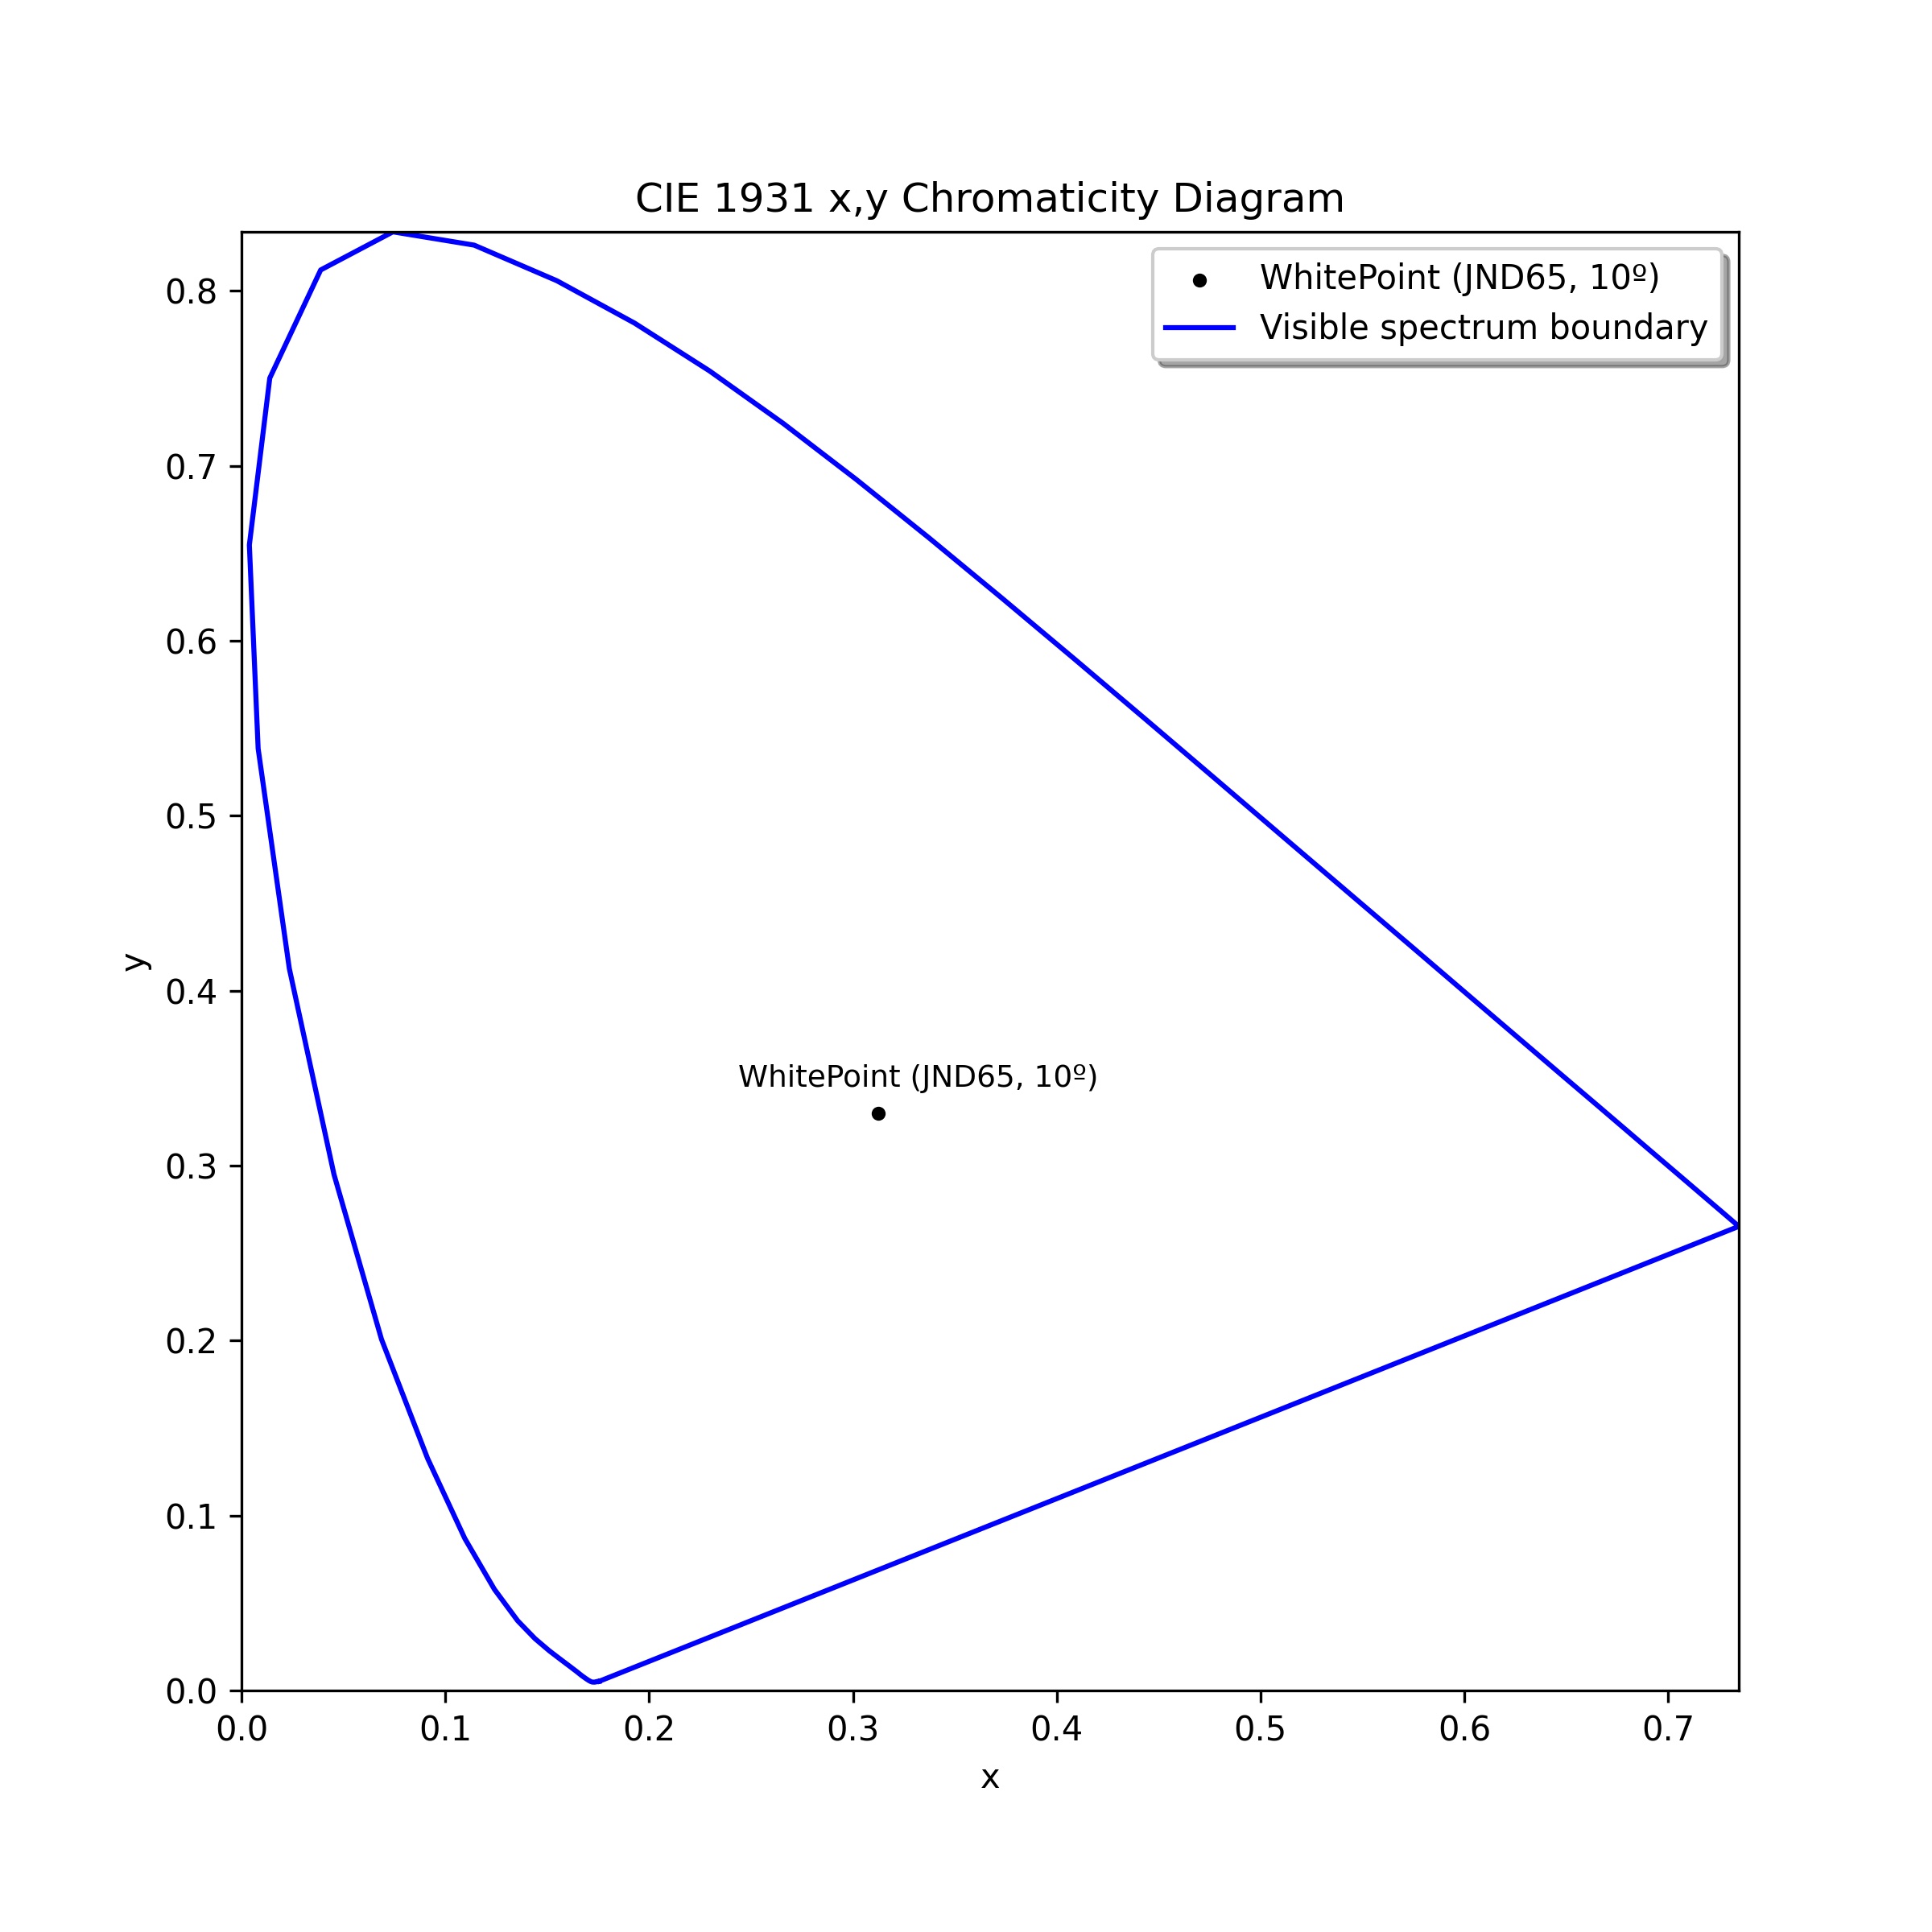 CIE 1931 x,y Chromaticity Diagram
WhitePoint (JND65, 10º)
Visible spectrum boundary
0.8
0.7
0.6
0.5
0.4
0.3
0.2
0.1
0.0
y
WhitePoint (JND65, 10º)
0.0 0.1 0.2 0.3 0.4 0.5 0.6 0.7
x